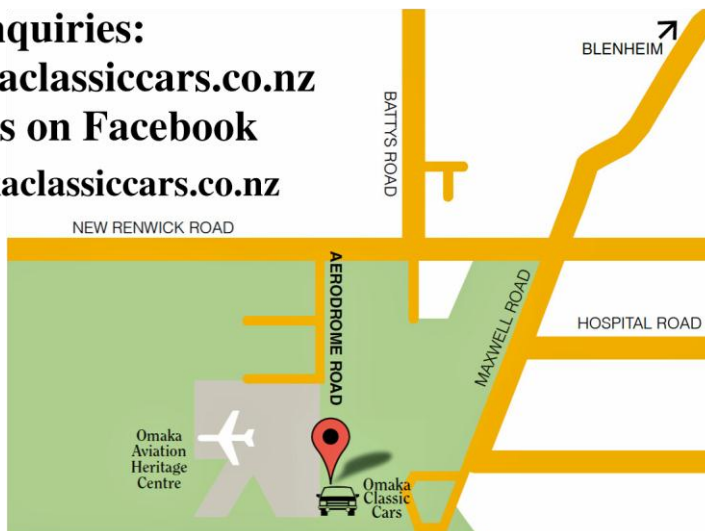 nquiries:
aclassiccars.co.nz
s on Facebook
aclassiccars.co.nz
BLENHEIM
BATTYS ROAD
NEW RENWICK ROAD
AERODROME ROAD
MAXWELL ROAD
HOSPITAL ROAD
Omaka
Aviation
Heritage
Centre
Omaka
Classic
Cars